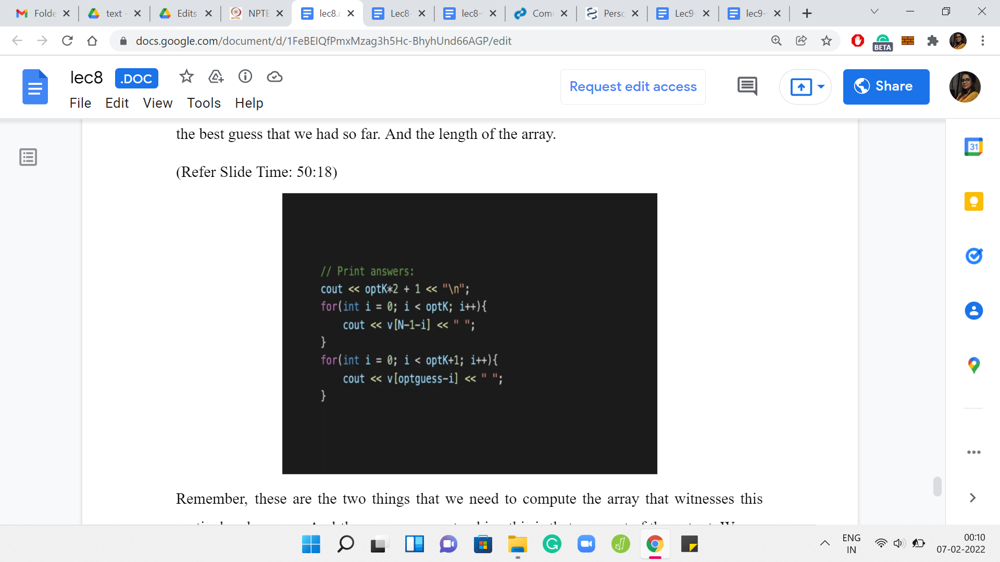 Folde
text -
Edits
NPTE
lec8.
Lec8-
lec8-
Com
Perso
Lec9-
lec9-
docs.google.com/document/d/1FeBEIQfPmxMzag3h5Hc-BhyhUnd66AGP/edit
BETA
lec8 .DOC
File Edit View Tools Help
Request edit access
Share
31
the best guess that we had so far. And the length of the array.
(Refer Slide Time: 50:18)
// Print answers:
cout << optK*2 + 1 << "\n";
for(int i = 0; i < optK; i++){
cout << v[N-1-i] << " ";
}
for(int i = 0; i < optK+1; i++){
cout << v[optguess-i] << " ";
}
Remember, these are the two things that we need to compute the array that witnesses this
ENG
IN
00:10
07-02-2022